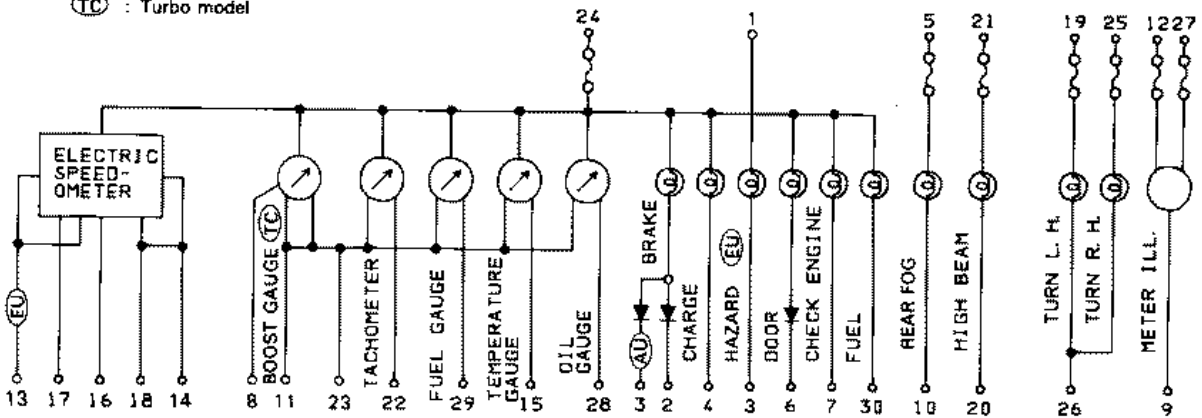 TC : Turbo model
24
1
5
21
19
25
12 27
ELECTRIC
SPEED-
OMETER
EU
BOOST GAUGE TC
TACHOMETER
FUEL GAUGE
TEMPERATURE
GAUGE
OIL
GAUGE
BRAKE
AU
CHARGE
HAZARD EU
DOOR
CHECK ENGINE
FUEL
REAR FOG
HIGH BEAM
TURN L. H.
TURN R. H.
METER ILL.
13 17 16 18 14 8 11 23 22 29 15 28 3 2 4 3 6 7 30 10 20 26 9